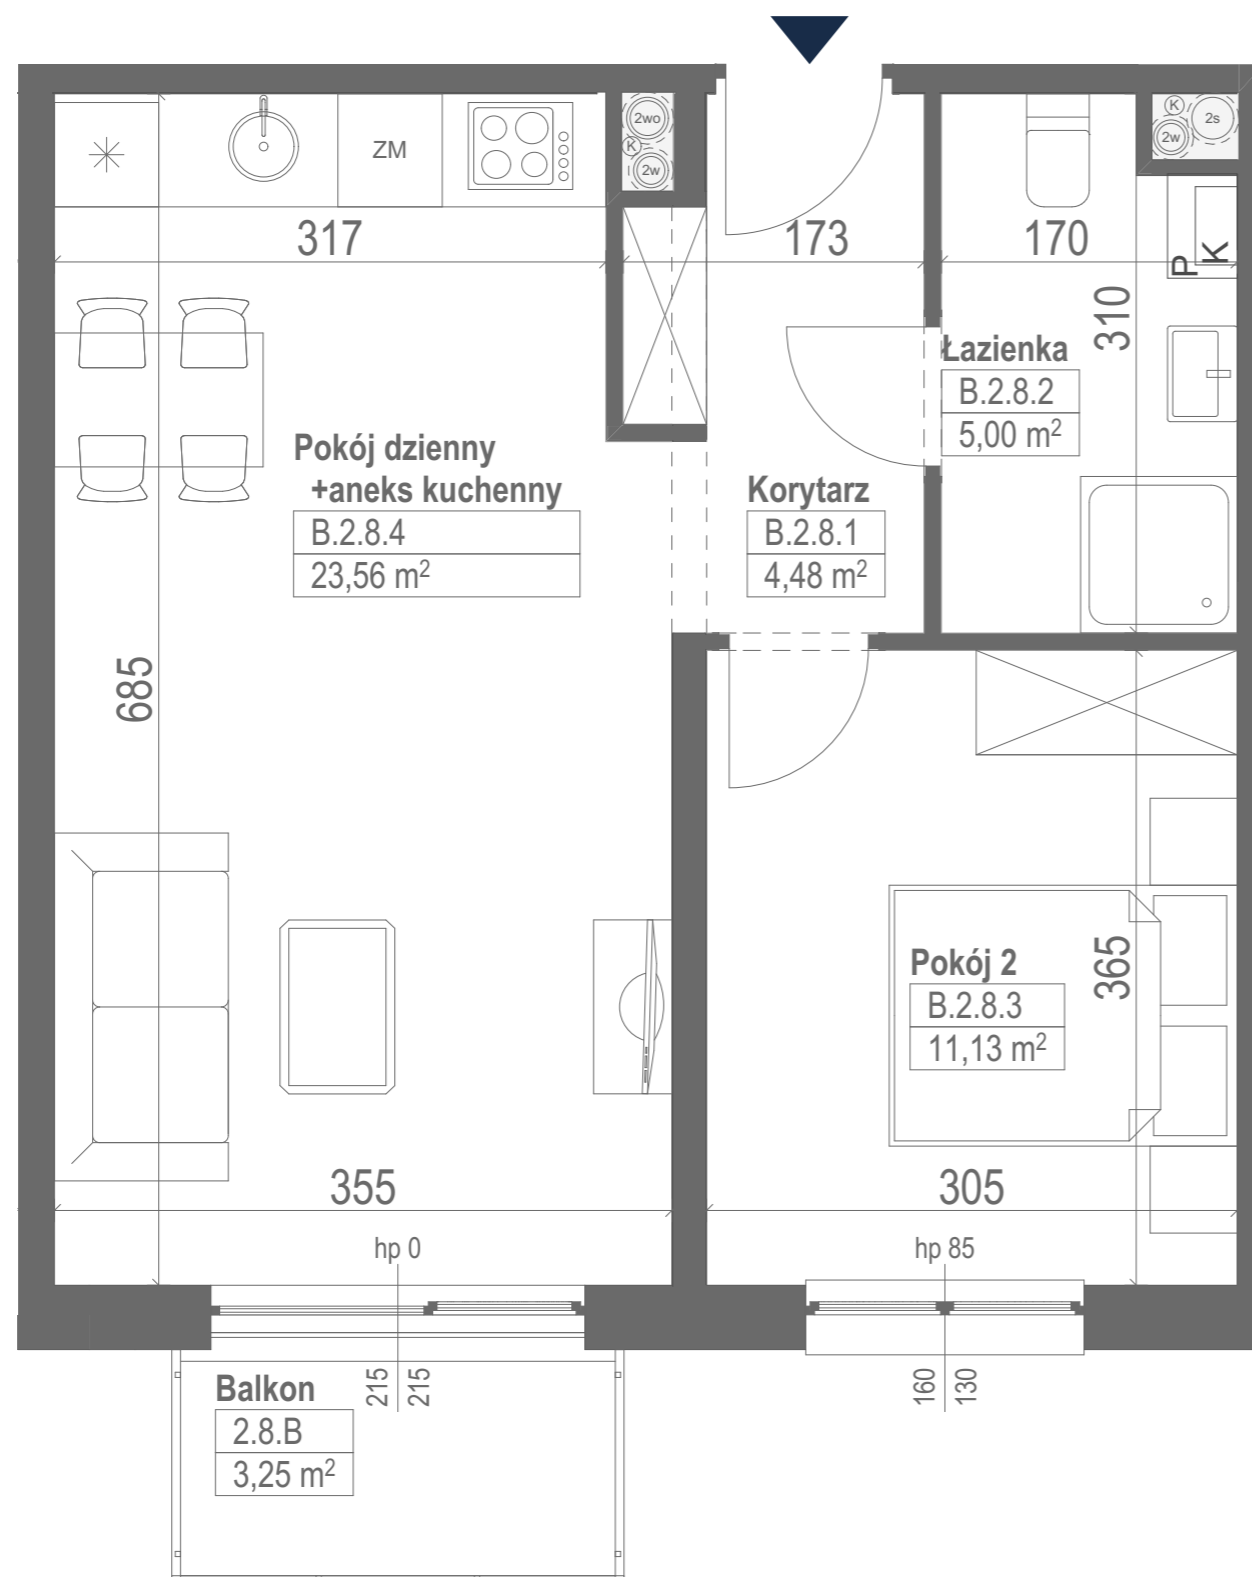 2wo
K
2w
K
2s
2w
ZM
317
173
170
P
K
310
Łazienka
B.2.8.2
5,00 m²
Pokój dzienny
+aneks kuchenny
B.2.8.4
23,56 m²
Korytarz
B.2.8.1
4,48 m²
685
Pokój 2
B.2.8.3
11,13 m²
365
355
305
hp 0
hp 85
215
215
160
130
Balkon
2.8.B
3,25 m²